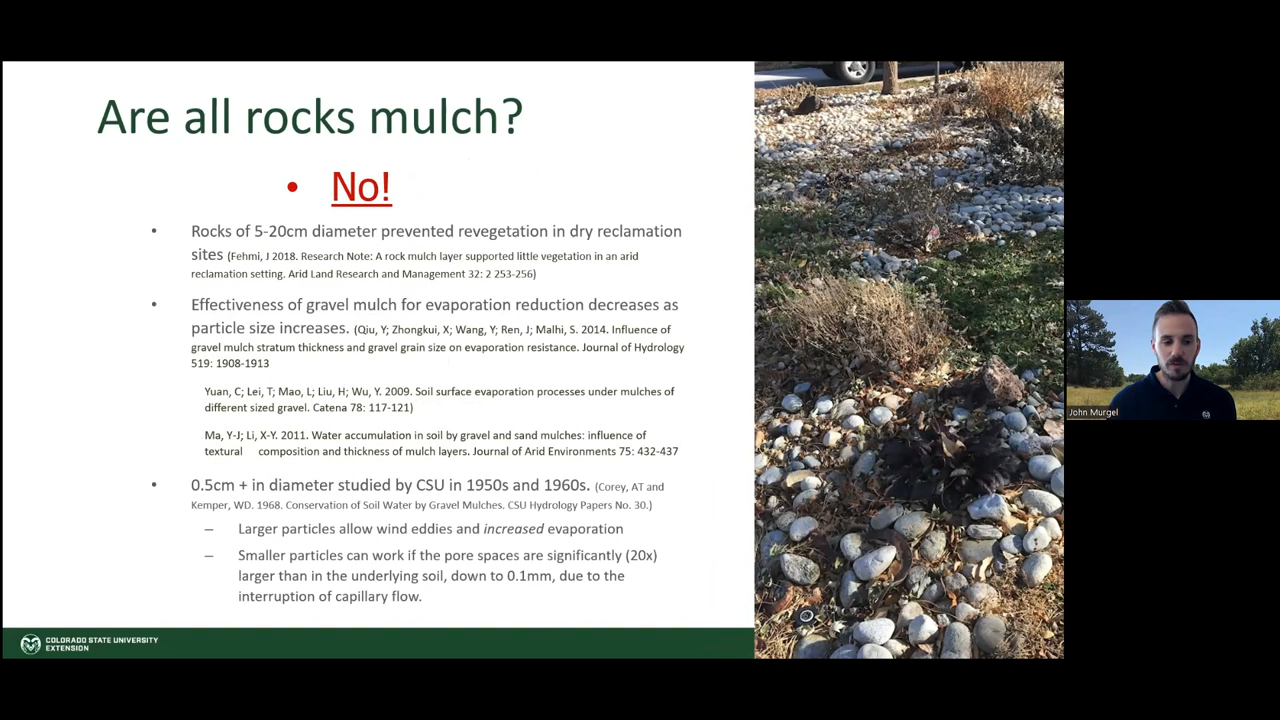 Are all rocks mulch?
• No!
• Rocks of 5-20cm diameter prevented revegetation in dry reclamation
sites (Fehmi, J 2018. Research Note: A rock mulch layer supported little vegetation in an arid
reclamation setting. Arid Land Research and Management 32: 2 253-256)
• Effectiveness of gravel mulch for evaporation reduction decreases as
particle size increases. (Qiu, Y; Zhongkui, X; Wang, Y; Ren, J; Malhi, S. 2014. Influence of
gravel mulch stratum thickness and gravel grain size on evaporation resistance. Journal of Hydrology
519: 1908-1913
Yuan, C; Lei, T; Mao, L; Liu, H; Wu, Y. 2009. Soil surface evaporation processes under mulches of
different sized gravel. Catena 78: 117-121)
Ma, Y-J; Li, X-Y. 2011. Water accumulation in soil by gravel and sand mulches: influence of
textural composition and thickness of mulch layers. Journal of Arid Environments 75: 432-437
• 0.5cm + in diameter studied by CSU in 1950s and 1960s. (Corey, AT and
Kemper, WD. 1968. Conservation of Soil Water by Gravel Mulches. CSU Hydrology Papers No. 30.)
– Larger particles allow wind eddies and increased evaporation
– Smaller particles can work if the pore spaces are significantly (20x)
larger than in the underlying soil, down to 0.1mm, due to the
interruption of capillary flow.
COLORADO STATE UNIVERSITY
EXTENSION
John Murgel